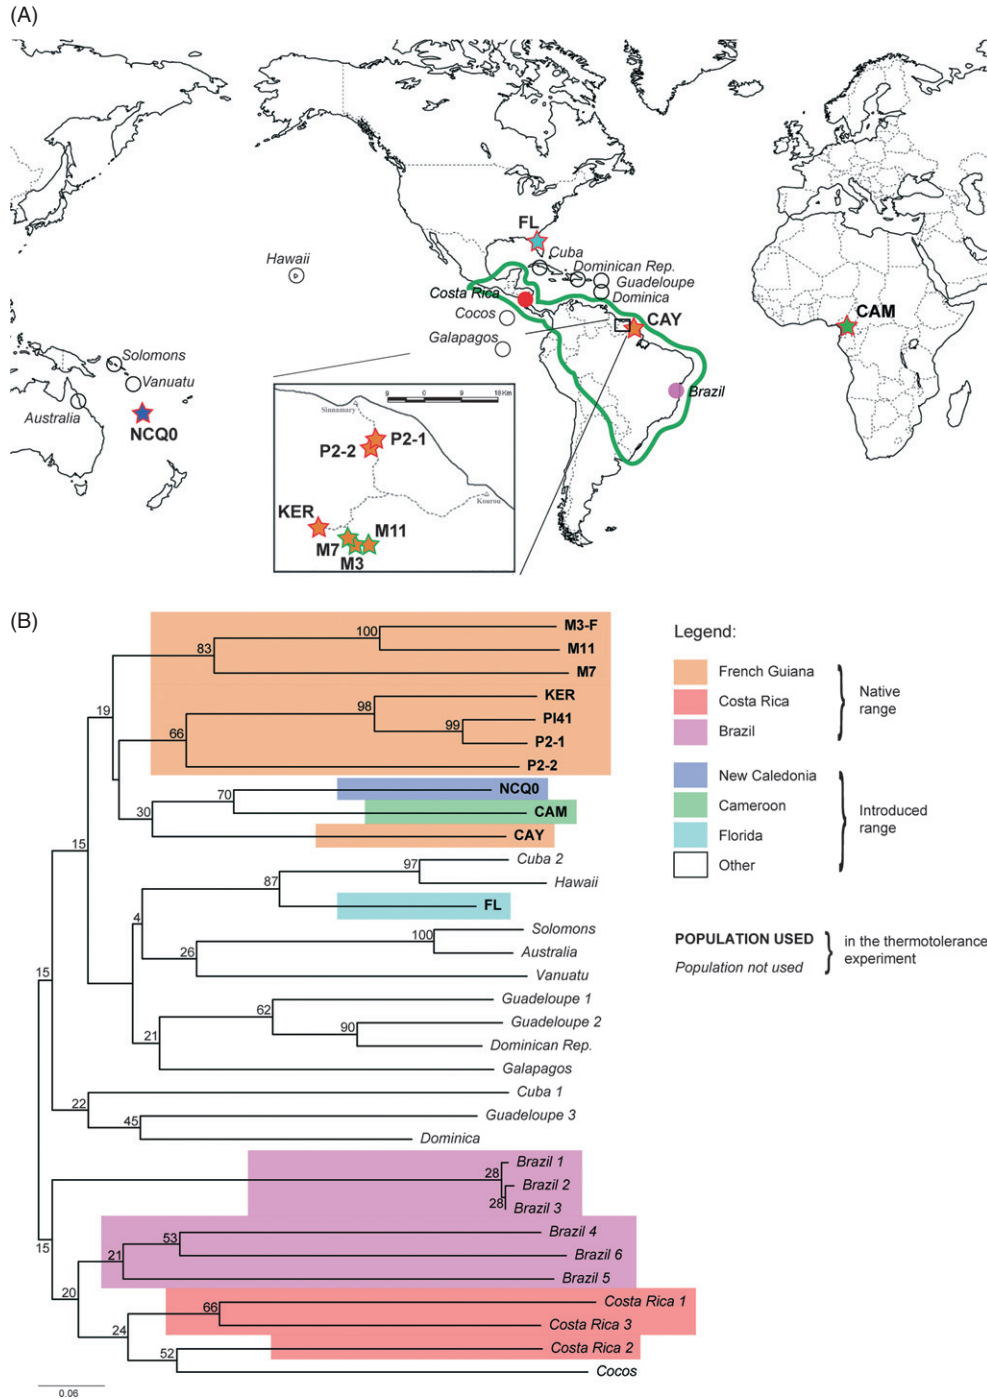 (A)
FL
Cuba
Hawaii
Dominican Rep.
Guadeloupe
Dominica
Costa Rica
Cocos
CAY
CAM
Galapagos
Solomons
Vanuatu
Australia
NCQ0
Brazil
9 0 9 18 Km
Sinnamary
P2-1
P2-2
Kourou
KER
M11
M7
M3
(B)
M3-F
100
M11
83
M7
19
KER
98
PI41
99
66
P2-1
P2-2
NCQ0
70
CAM
30
CAY
15
Cuba 2
97
Hawaii
87
FL
4
Solomons
100
Australia
26
Vanuatu
15
Guadeloupe 1
62
Guadeloupe 2
90
21
Dominican Rep.
Galapagos
Cuba 1
22
Guadeloupe 3
45
Dominica
Brazil 1
28
Brazil 2
28
Brazil 3
15
Brazil 4
53
21
Brazil 6
Brazil 5
20
Costa Rica 1
66
Costa Rica 3
24
Costa Rica 2
52
Cocos
0.06
Legend:
French Guiana
Costa Rica
Brazil
Native
range
New Caledonia
Cameroon
Florida
Other
Introduced
range
POPULATION USED
Population not used
in the thermotolerance
experiment